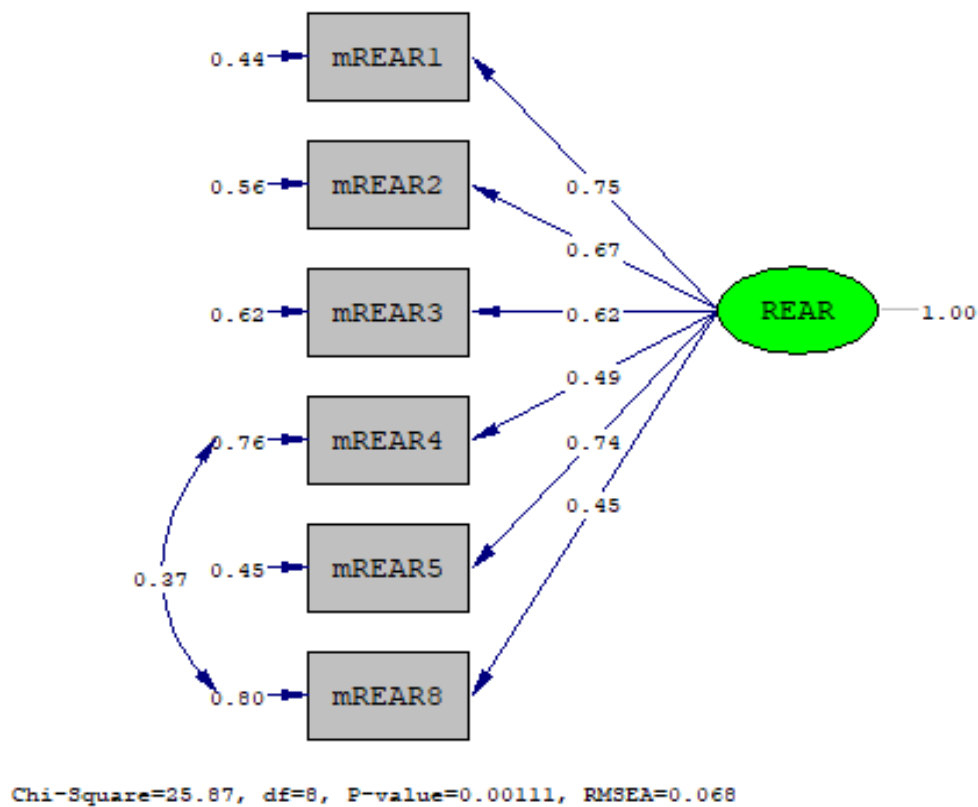 0.44 mREAR1
0.56 mREAR2
0.75
0.67
0.62 mREAR3 0.62 REAR 1.00
0.49
0.76 mREAR4 0.74
0.45
0.37 0.45 mREAR5
0.80 mREAR8
Chi-Square=25.87, df=8, P-value=0.00111, RMSEA=0.068